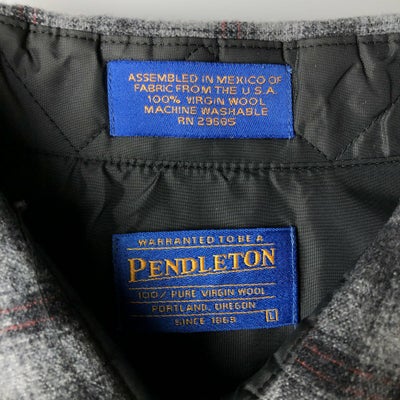 ASSEMBLED IN MEXICO OF
FABRIC FROM THE U.S.A.
100% VIRGIN WOOL
MACHINE WASHABLE
RN 29685
WARRANTED TO BE A
PENDLETON
100% PURE VIRGIN WOOL
PORTLAND, OREGON
SINCE 1863 L